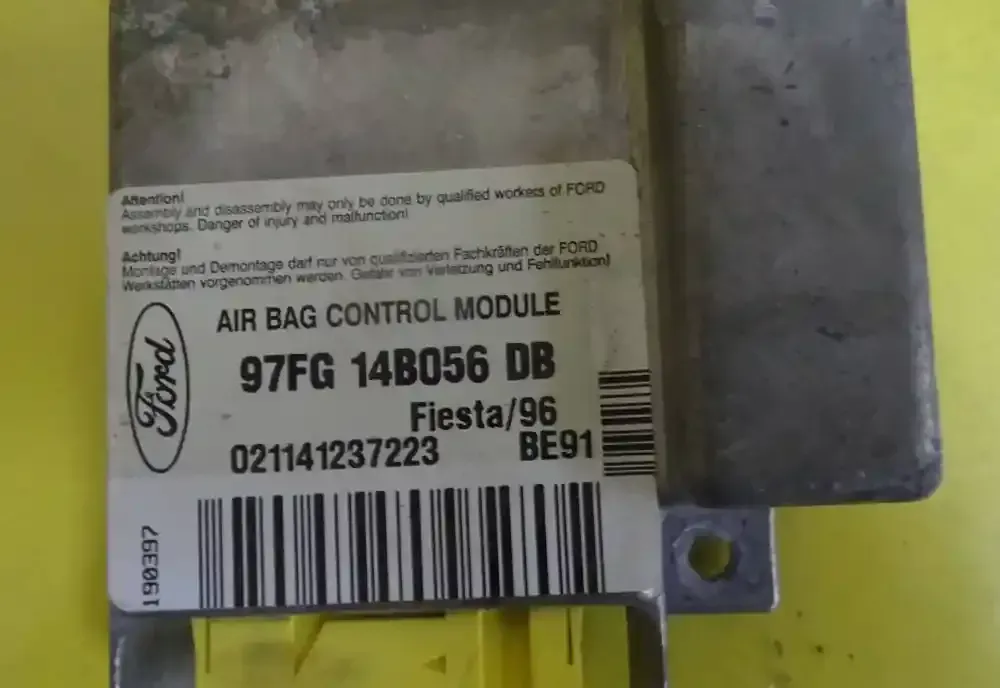 Attention!
Assembly and disassembly may only be done by qualified workers of FORD
workshops. Danger of injury and malfunction!
Achtung!
Montage und Demontage darf nur von qualifizierten Fachkräften der FORD
Werkstätten vorgenommen werden. Gefahr von Verletzung und Fehlfunktion!
AIR BAG CONTROL MODULE
Ford
97FG 14B056 DB
Fiesta/96
021141237223 BE91
190397